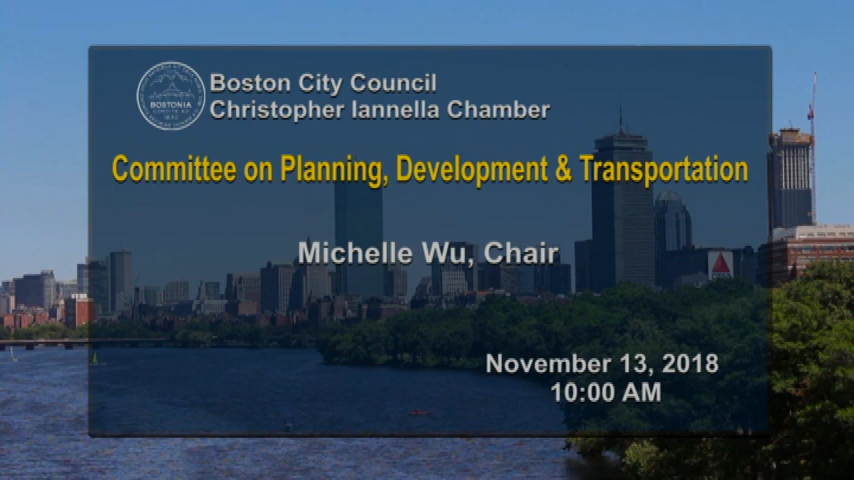 BOSTONIA
Boston City Council
Christopher Iannella Chamber
Committee on Planning, Development & Transportation
Michelle Wu, Chair
November 13, 2018
10:00 AM